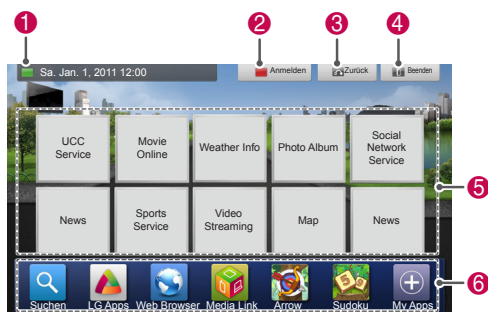 1
2
3
4
Sa. Jan. 1, 2011 12:00
Anmelden
Zurück
Beenden
UCC Service
Movie Online
Weather Info
Photo Album
Social Network Service
5
News
Sports Service
Video Streaming
Map
News
6
Suchen
LG Apps
Web Browser
Media Link
Arrow
Sudoku
My Apps